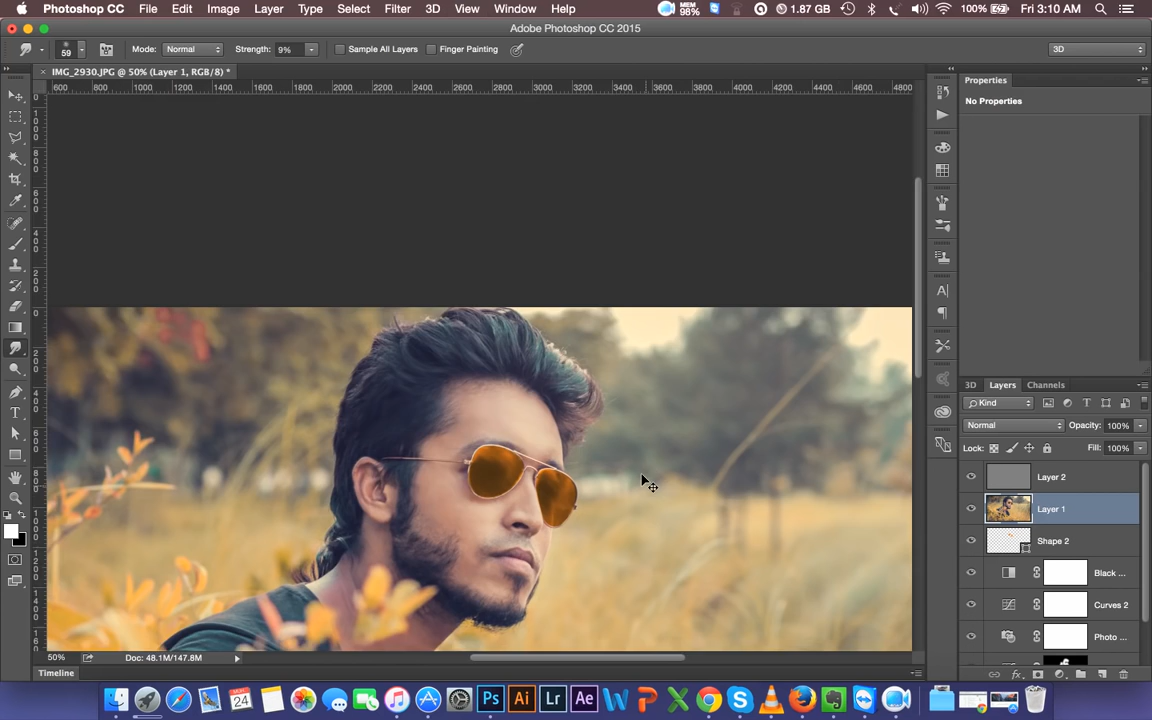 Photoshop CC File Edit Image Layer Type Select Filter 3D View Window Help MEM 98% 1.87 GB 100% Fri 3:10 AM
Adobe Photoshop CC 2015
59 Mode: Normal Strength: 9% Sample All Layers Finger Painting 3D
IMG_2930.JPG @ 50% (Layer 1, RGB/8) *
Properties
600 800 1000 1200 1400 1600 1800 2000 2200 2400 2600 2800 3000 3200 3400 3600 3800 4000 4200 4400 4600 4800
No Properties
3D Layers Channels
Kind
Normal Opacity: 100%
Lock: Fill: 100%
Layer 2
Layer 1
Shape 2
Black ...
Curves 2
Photo ...
50% Doc: 48.1M/147.8M
Timeline
MON 24 Ps Ai Lr Ae W P X S